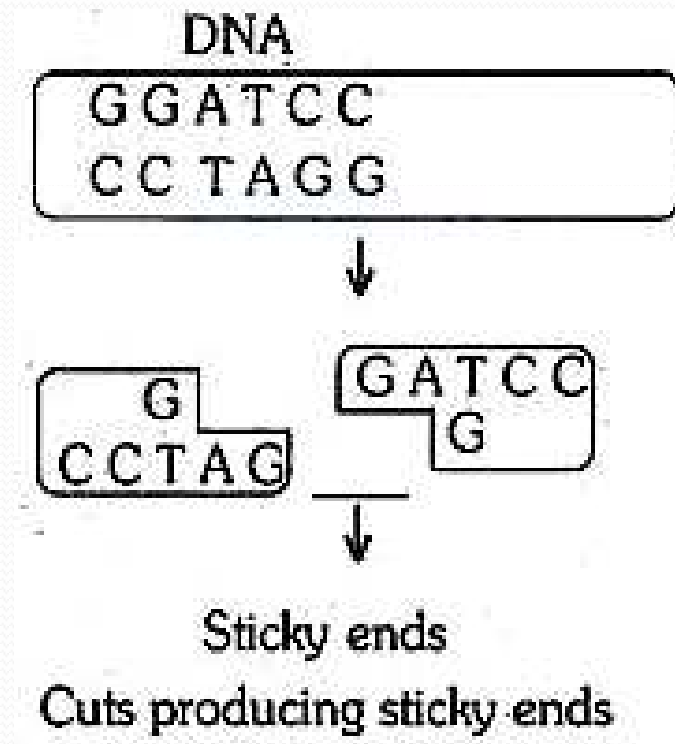 DNA
GGATCC
CCTAGG
G
CCTAG
GATCC
G
Sticky ends
Cuts producing sticky ends